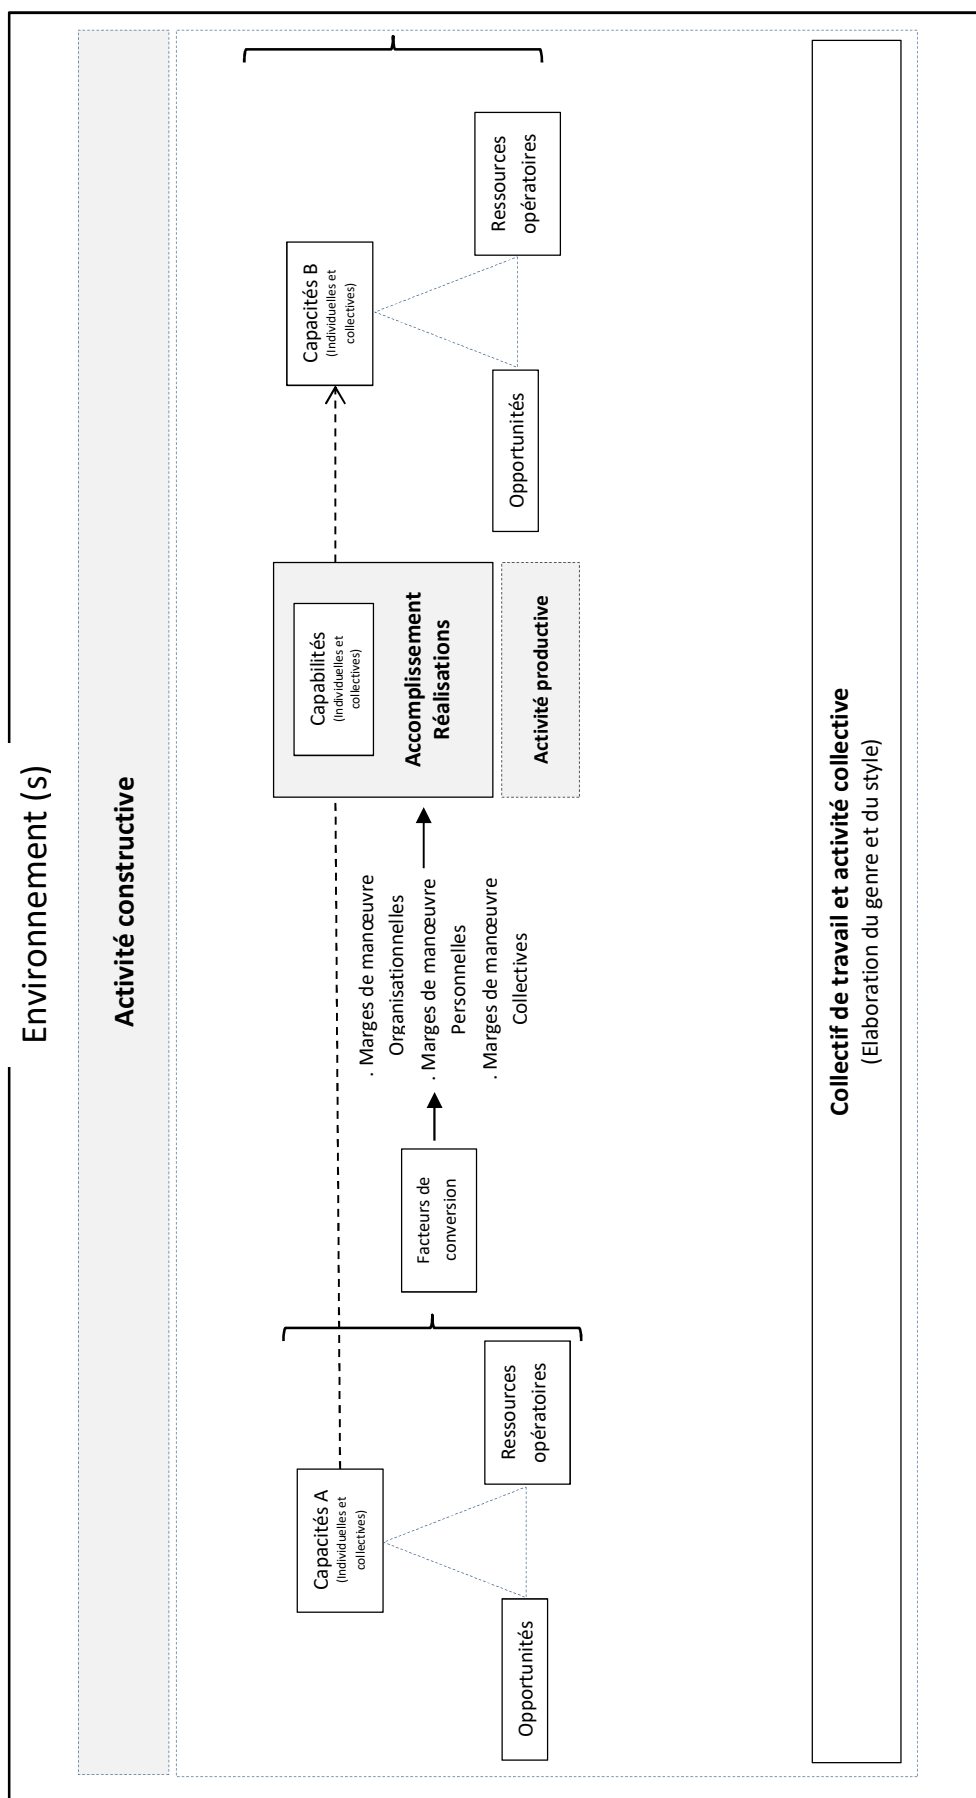 Environnement (s)
Activité constructive
Capacités A
(Individuelles et
collectives)
Opportunités
Ressources
opératoires
Facteurs de
conversion
. Marges de manœuvre
Organisationnelles
. Marges de manœuvre
Personnelles
. Marges de manœuvre
Collectives
Capabilités
(Individuelles et
collectives)
Accomplissement
Réalisations
Activité productive
Capacités B
(Individuelles et
collectives)
Opportunités
Ressources
opératoires
Collectif de travail et activité collective
(Elaboration du genre et du style)